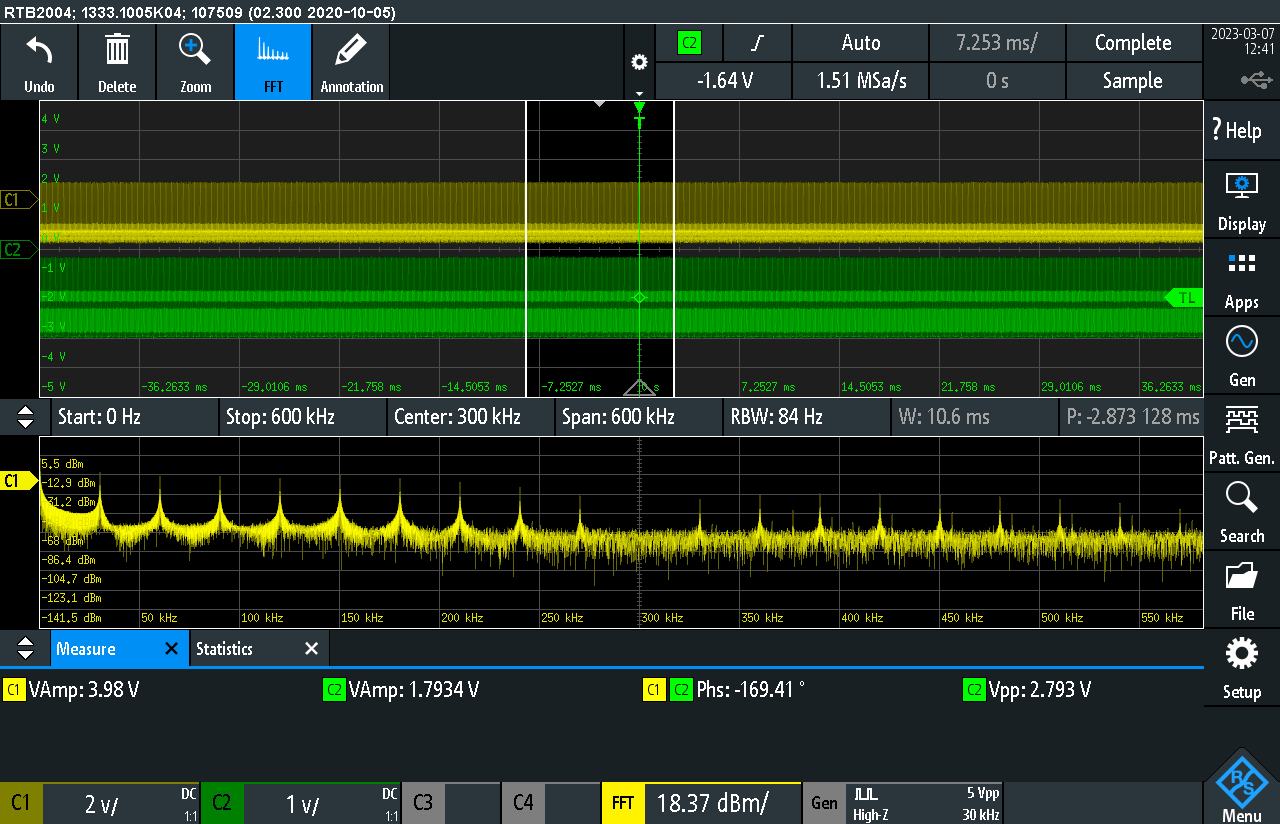 RTB2004; 1333.1005K04; 107509 (02.300 2020-10-05)
Undo
Delete
Zoom
FFT
Annotation
C2
Auto
7.253 ms/
Complete
2023-03-07
12:41
-1.64 V
1.51 MSa/s
0 s
Sample
? Help
Display
Apps
Gen
Patt. Gen.
Search
File
Setup
Menu
4 V
3 V
2 V
1 V
0 V
-1 V
-2 V
-3 V
-4 V
-5 V
C1
C2
T
TL
-36.2633 ms
-29.0106 ms
-21.758 ms
-14.5053 ms
-7.2527 ms
0 s
7.2527 ms
14.5053 ms
21.758 ms
29.0106 ms
36.2633 ms
Start: 0 Hz
Stop: 600 kHz
Center: 300 kHz
Span: 600 kHz
RBW: 84 Hz
W: 10.6 ms
P: -2.873 128 ms
C1
5.5 dBm
-12.9 dBm
-31.2 dBm
-68 dBm
-86.4 dBm
-104.7 dBm
-123.1 dBm
-141.5 dBm
50 kHz
100 kHz
150 kHz
200 kHz
250 kHz
300 kHz
350 kHz
400 kHz
450 kHz
500 kHz
550 kHz
Measure
Statistics
C1 VAmp: 3.98 V
C2 VAmp: 1.7934 V
C1 C2 Phs: -169.41 °
C2 Vpp: 2.793 V
C1
2 V/
DC
1:1
C2
1 V/
DC
1:1
C3
C4
FFT
18.37 dBm/
Gen
High-Z
5 Vpp
30 kHz
R&S